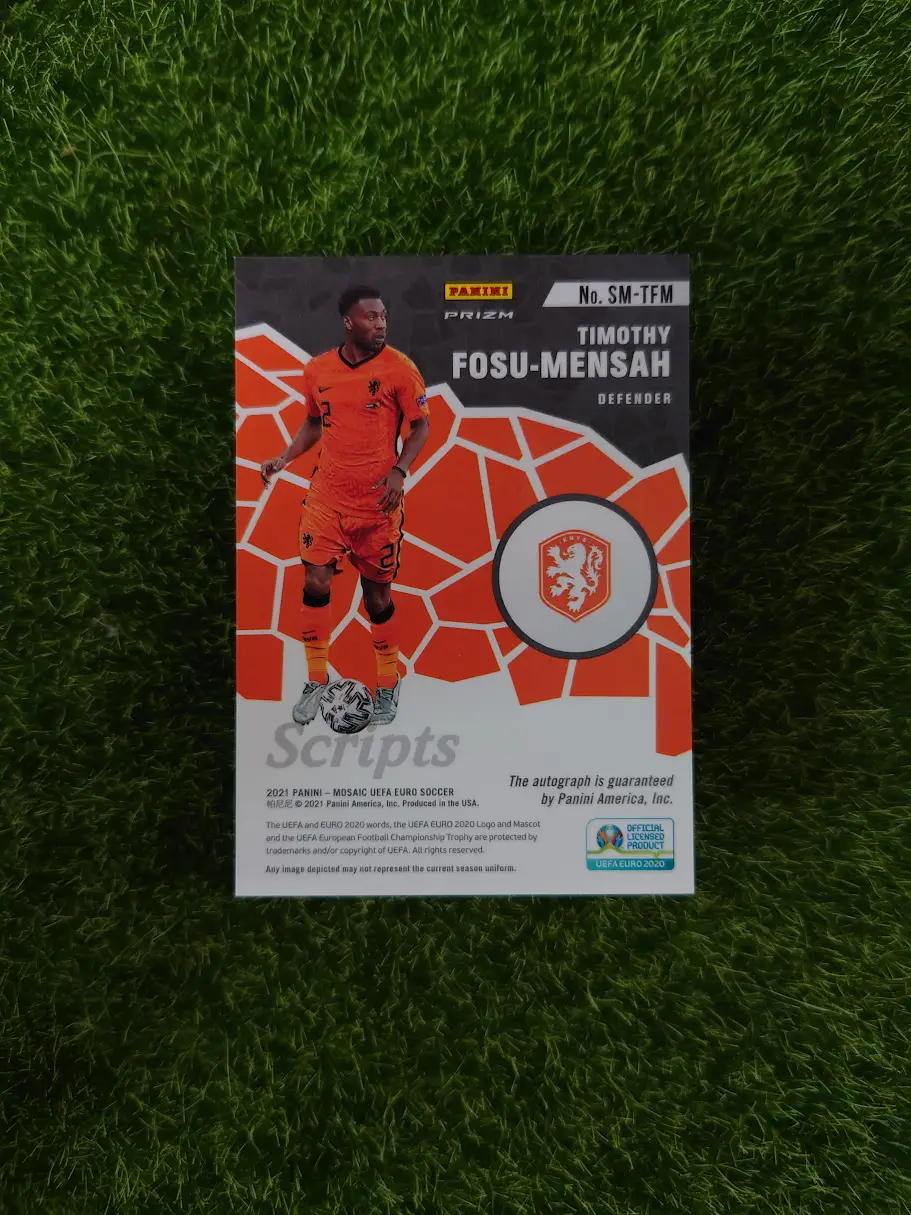 PANINI
PRIZM
No. SM-TFM
TIMOTHY
FOSU-MENSAH
DEFENDER
2
2
KNVB
Scripts
The autograph is guaranteed
by Panini America, Inc.
2021 PANINI – MOSAIC UEFA EURO SOCCER
帕尼尼 © 2021 Panini America, Inc. Produced in the USA.
The UEFA and EURO 2020 words, the UEFA EURO 2020 Logo and Mascot
and the UEFA European Football Championship Trophy are protected by
trademarks and/or copyright of UEFA. All rights reserved.
Any image depicted may not represent the current season uniform.
OFFICIAL
LICENSED
PRODUCT
UEFA EURO 2020